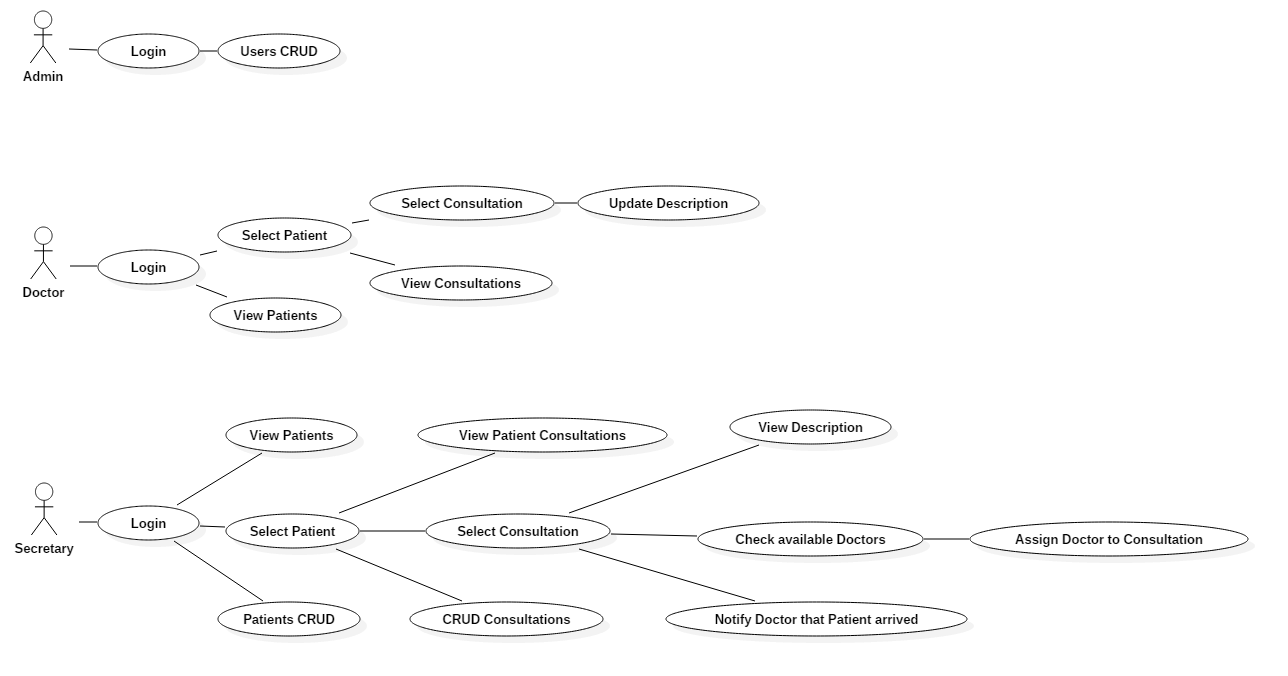 Login
Users CRUD
Admin
Select Consultation
Update Description
Select Patient
Login
View Consultations
Doctor
View Patients
View Description
View Patients
View Patient Consultations
Login
Select Patient
Select Consultation
Check available Doctors
Assign Doctor to Consultation
Secretary
Patients CRUD
CRUD Consultations
Notify Doctor that Patient arrived